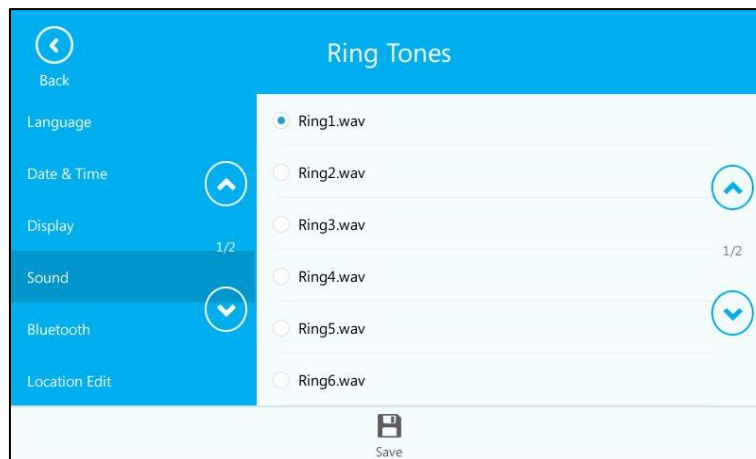 Back
Ring Tones
Language
Date & Time
Display
1/2
Sound
Bluetooth
Location Edit
Ring1.wav
Ring2.wav
Ring3.wav
Ring4.wav
Ring5.wav
Ring6.wav
1/2
Save